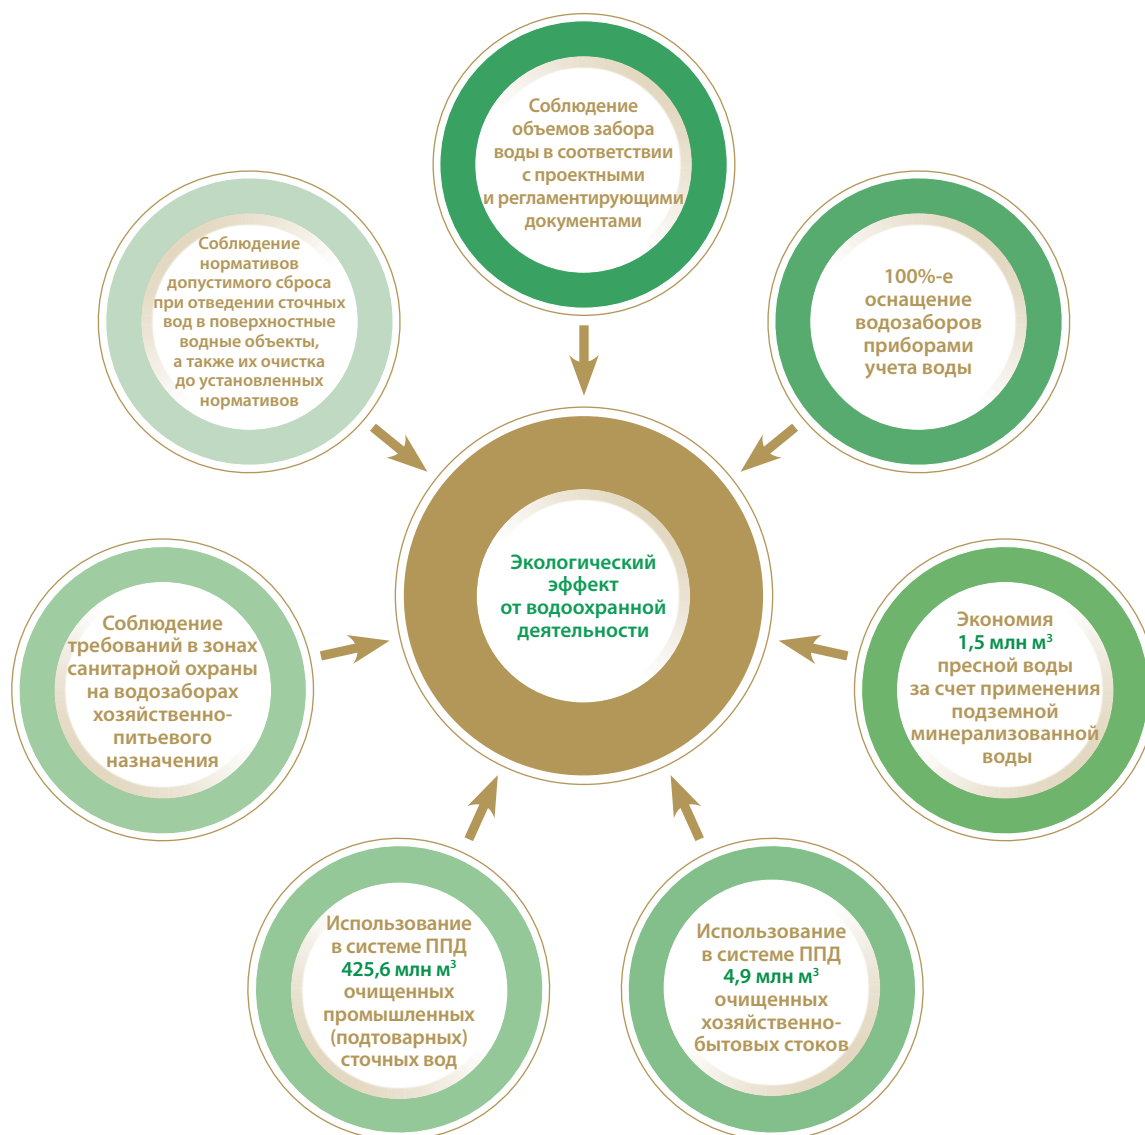 Соблюдение
объемов забора
воды в соответствии
с проектными
и регламентирующими
документами
100%-е
оснащение
водозаборов
приборами
учета воды
Экономия
1,5 млн м³
пресной воды
за счет применения
подземной
минерализованной
воды
Использование
в системе ППД
4,9 млн м³
очищенных
хозяйственно-
бытовых стоков
Использование
в системе ППД
425,6 млн м³
очищенных
промышленных
(подтоварных)
сточных вод
Соблюдение
требований в зонах
санитарной охраны
на водозаборах
хозяйственно-
питьевого
назначения
Соблюдение
нормативов
допустимого сброса
при отведении сточных
вод в поверхностные
водные объекты,
а также их очистка
до установленных
нормативов
Экологический
эффект
от водоохранной
деятельности